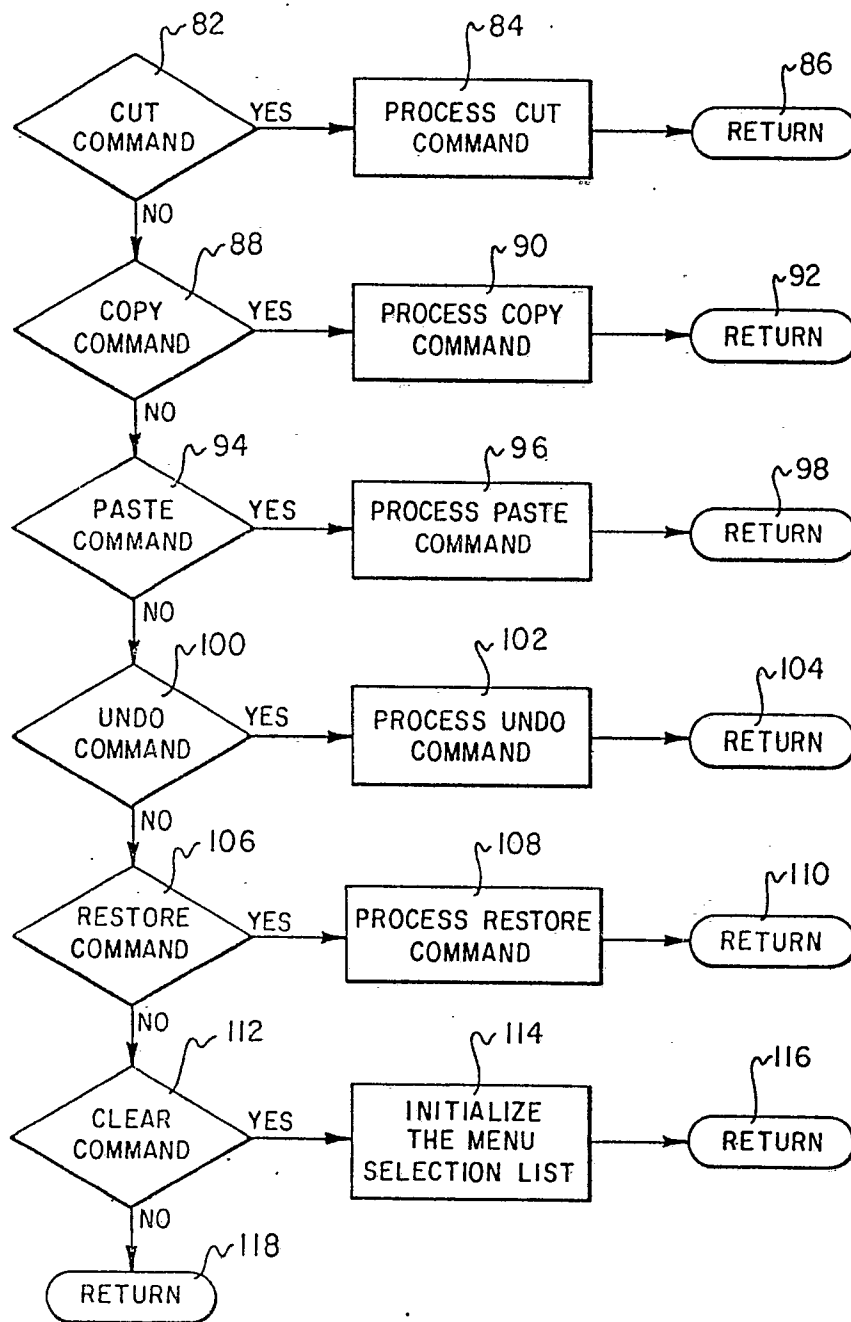 82
84
86
CUT
COMMAND
YES
PROCESS CUT
COMMAND
RETURN
NO
88
90
92
COPY
COMMAND
YES
PROCESS COPY
COMMAND
RETURN
NO
94
96
98
PASTE
COMMAND
YES
PROCESS PASTE
COMMAND
RETURN
NO
100
102
104
UNDO
COMMAND
YES
PROCESS UNDO
COMMAND
RETURN
NO
106
108
110
RESTORE
COMMAND
YES
PROCESS RESTORE
COMMAND
RETURN
NO
112
114
116
CLEAR
COMMAND
YES
INITIALIZE
THE MENU
SELECTION LIST
RETURN
NO
118
RETURN